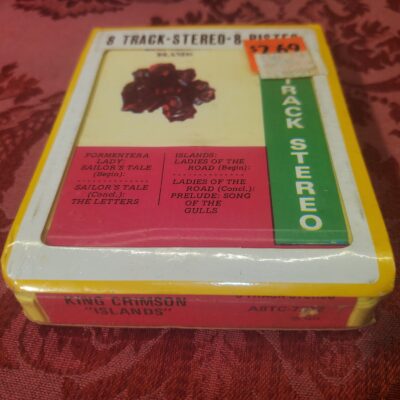 8 TRACK·STEREO·8 PISTES
$7.69
TRACK STEREO
FORMENTERA
LADY:
SAILOR'S TALE
(Begin):
SAILOR'S TALE
(Concl.):
THE LETTERS
ISLANDS:
LADIES OF THE
ROAD (Begin):
LADIES OF THE
ROAD (Concl.):
PRELUDE: SONG
OF THE
GULLS
KING CRIMSON
"ISLANDS"